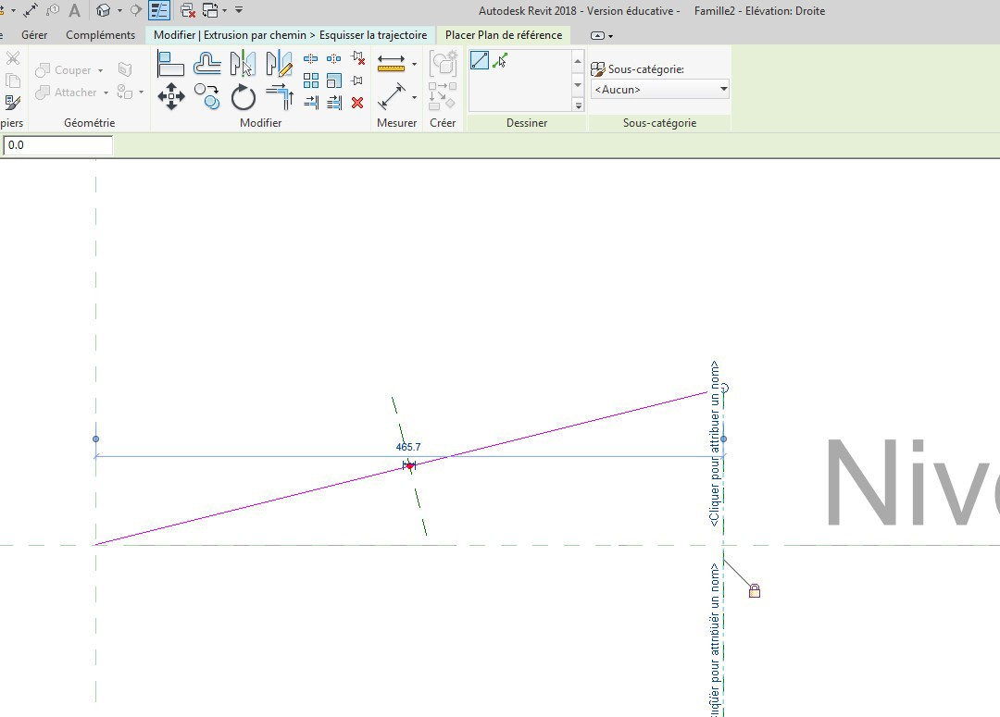 Autodesk Revit 2018 - Version éducative - Famille2 - Elévation: Droite
Gérer Compléments Modifier | Extrusion par chemin > Esquisser la trajectoire Placer Plan de référence
Couper
Attacher
Sous-catégorie:
<Aucun>
piers Géométrie Modifier Mesurer Créer Dessiner Sous-catégorie
0.0
465.7
<Cliquer pour attribuer un nom>
Nive
liquer pour attribuer un nom>